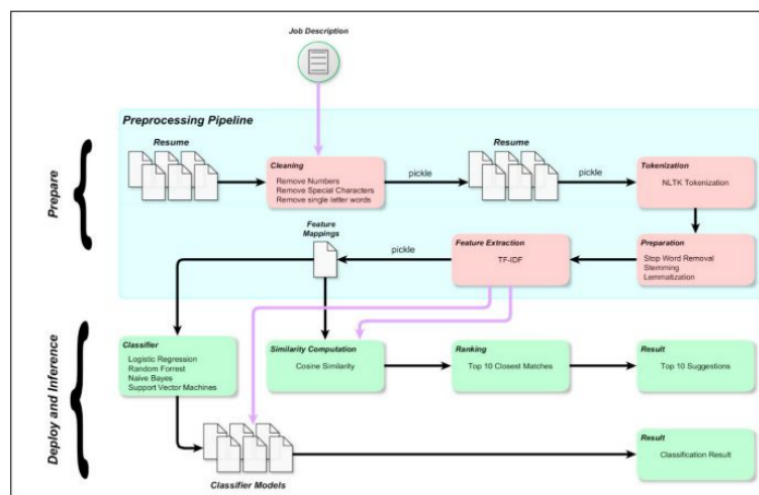 Job Description
Preprocessing Pipeline
Resume
Resume
Cleaning
Remove Numbers
Remove Special Characters
Remove single letter words
pickle
pickle
Tokenization
NLTK Tokenization
Prepare
Feature
Mappings
pickle
Feature Extraction
TF-IDF
Preparation
Stop Word Removal
Stemming
Lemmatization
Classifier
Logistic Regression
Random Forrest
Naive Bayes
Support Vector Machines
Similarity Computation
Cosine Similarity
Ranking
Top 10 Closest Matches
Result
Top 10 Suggestions
Deploy and Inference
Classifier Models
Result
Classification Result